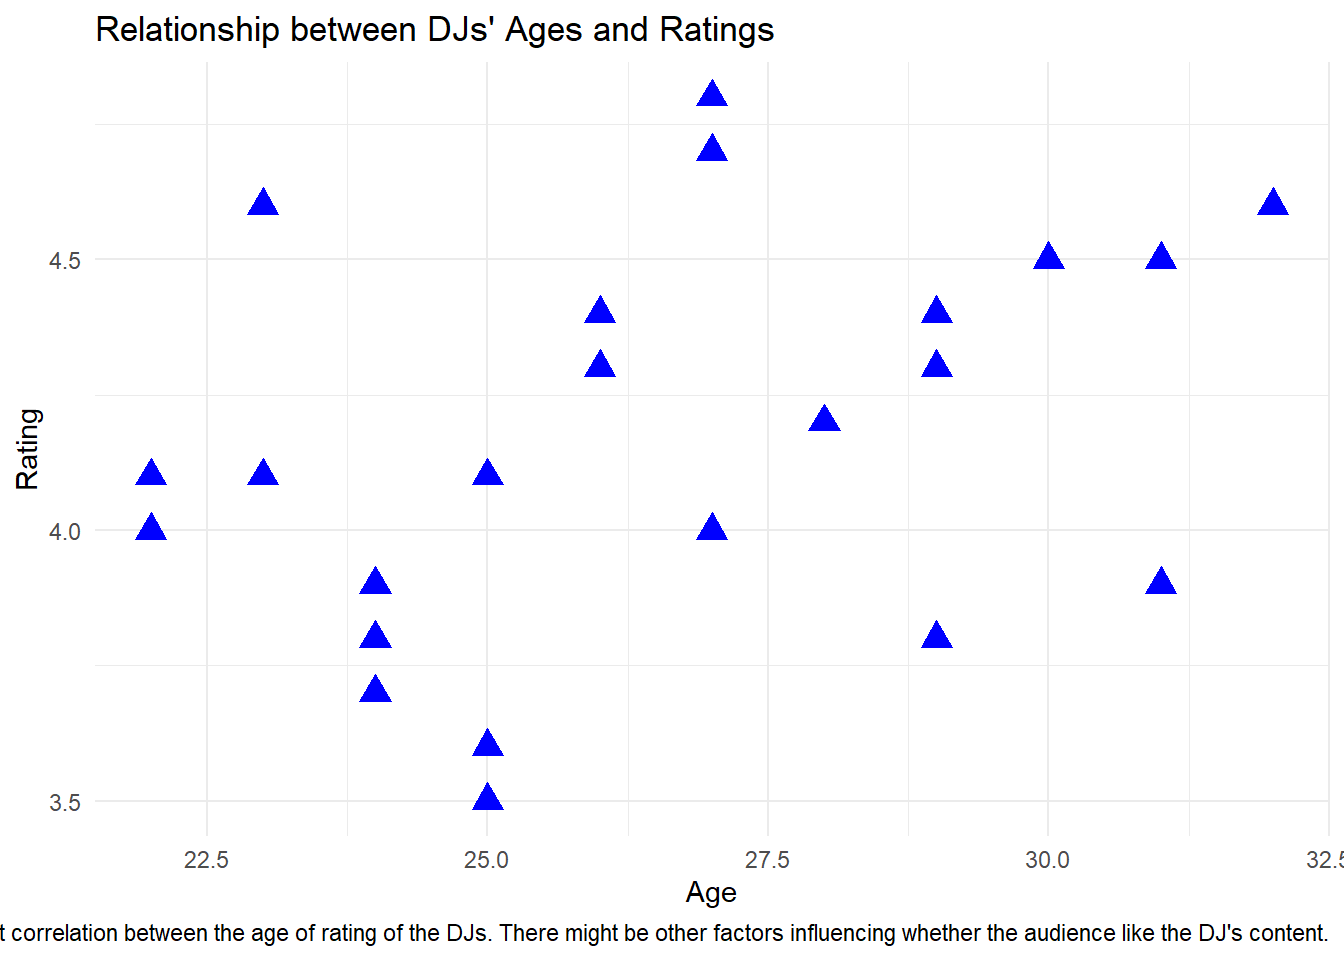 Relationship between DJs' Ages and Ratings
Rating
4.5
4.0
3.5
22.5
25.0
27.5
30.0
32.5
Age
correlation between the age of rating of the DJs. There might be other factors influencing whether the audience like the DJ's content.